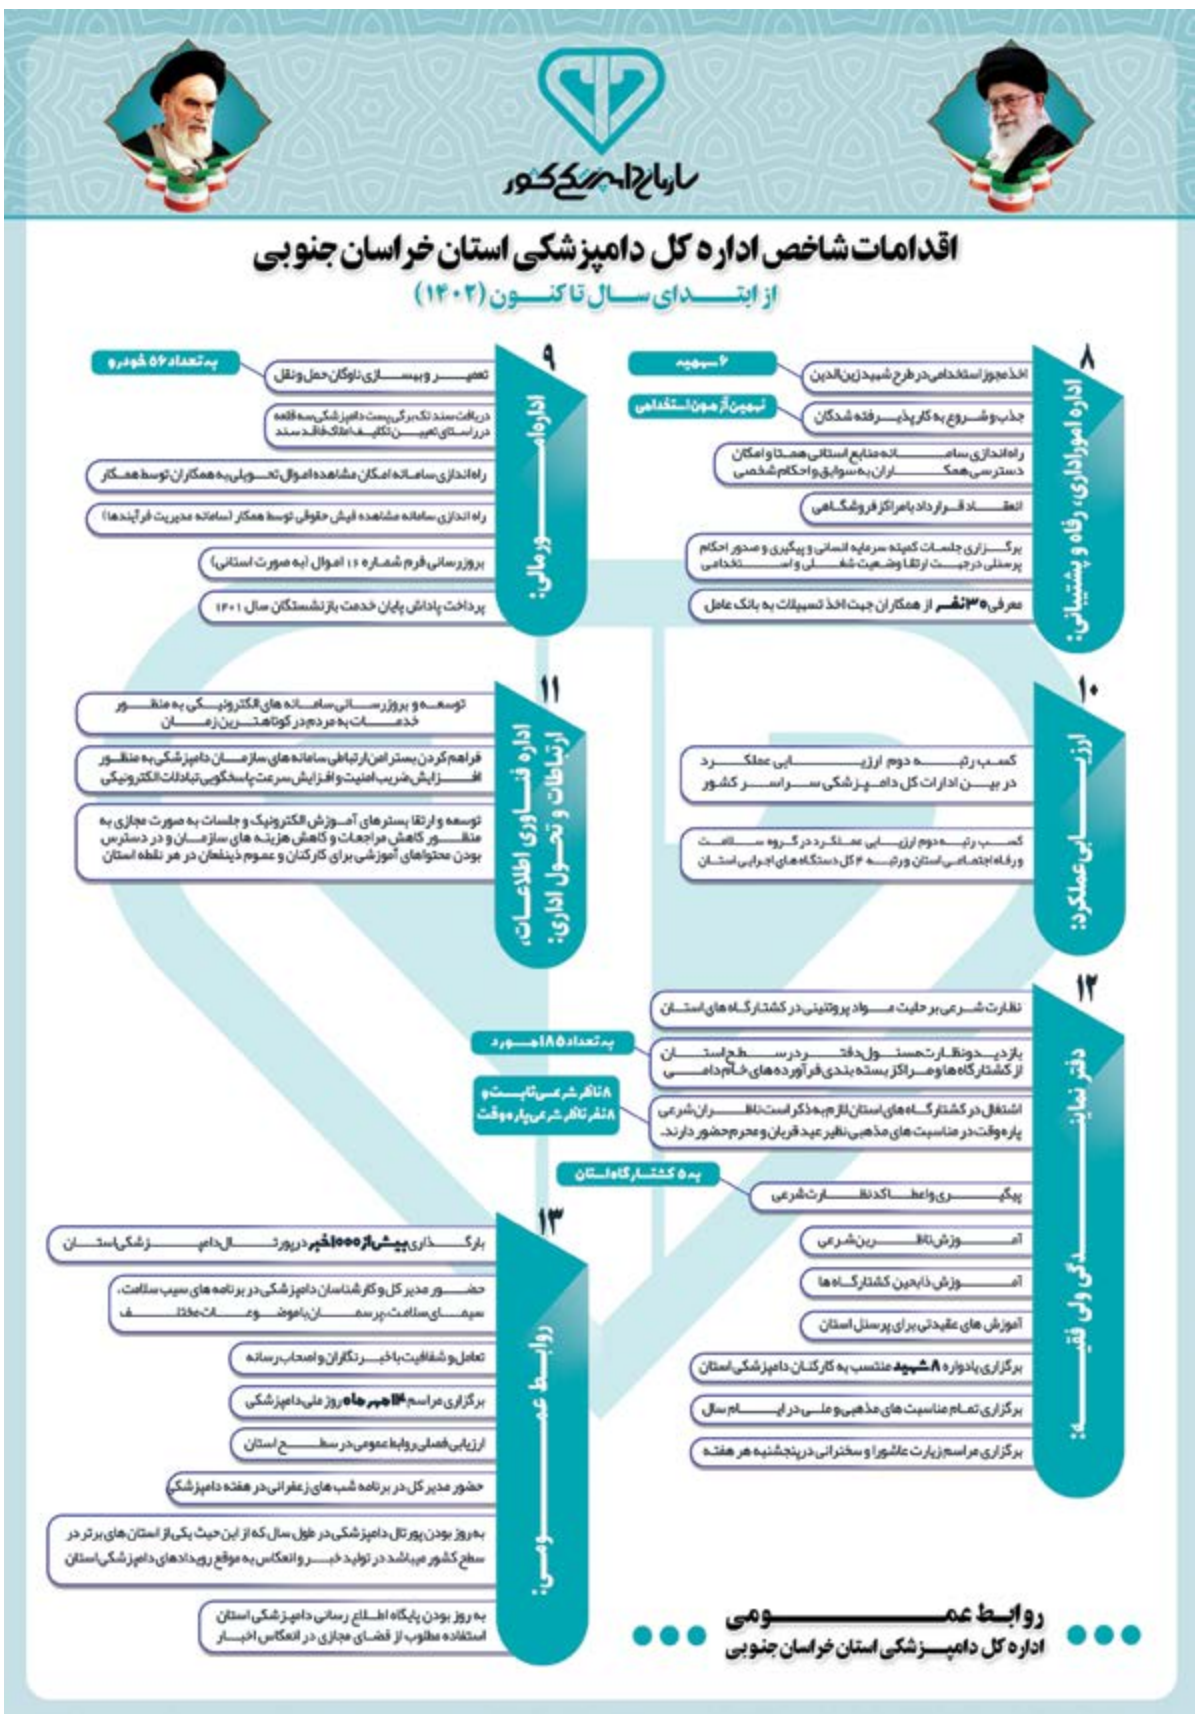 سازمان دامپزشکی کشور
اقدامات شاخص اداره کل دامپزشکی استان خراسان جنوبی
از ابتدای سال تا کنون (۱۴۰۲)
۸
اداره امور اداری، رفاه و پشتیبانی:
اخذ مجوز استخدامی در طرح شهید زین الدین
۶ سهمیه
جذب و شروع به کار پذیرفته شدگان
نهمین آزمون استخدامی
راه اندازی سامانه منابع استانی همتا و امکان
دسترسی همکاران به سوابق و احکام شخصی
انعقاد قرارداد با مراکز فروشگاهی
برگزاری جلسات کمیته سرمایه انسانی و پیگیری و صدور احکام
پرسنلی در جهت ارتقا وضعیت شغلی و استخدامی
معرفی ۳۰ نفر از همکاران جهت اخذ تسهیلات به بانک عامل
۹
اداره امور مالی:
تعمیر و بهسازی ناوگان حمل و نقل
به تعداد ۵۶ خودرو
دریافت سند تک برگی پست دامپزشکی سه قلعه
در راستای تعیین تکلیف املاک فاقد سند
راه اندازی سامانه امکان مشاهده اموال تحویلی به همکاران توسط همکار
راه اندازی سامانه مشاهده فیش حقوقی توسط همکار (سامانه مدیریت فرآیندها)
بروزرسانی فرم شماره ۱۶ اموال (به صورت استانی)
پرداخت پاداش پایان خدمت بازنشستگان سال ۱۴۰۱
۱۰
ارزیابی عملکرد:
کسب رتبه دوم ارزیابی عملکرد
در بین ادارات کل دامپزشکی سراسر کشور
کسب رتبه دوم ارزیابی عملکرد در گروه سلامت
و رفاه اجتماعی استان و رتبه ۴ کل دستگاه های اجرایی استان
۱۱
اداره فناوری اطلاعات،
ارتباطات و تحول اداری:
توسعه و بروزرسانی سامانه های الکترونیکی به منظور
خدمات به مردم در کوتاهترین زمان
فراهم کردن بستر امن ارتباطی سامانه های سازمان دامپزشکی به منظور
افزایش ضریب امنیت و افزایش سرعت پاسخگویی تبادلات الکترونیکی
توسعه و ارتقا بسترهای آموزش الکترونیک و جلسات به صورت مجازی به
منظور کاهش مراجعات و کاهش هزینه های سازمان و در دسترس
بودن محتواهای آموزشی برای کارکنان و عموم ذینفعان در هر نقطه استان
۱۲
دفتر نمایندگی ولی فقیه:
نظارت شرعی بر حلیت مواد پروتئینی در کشتارگاه های استان
بازدید و نظارت مسئول دفتر در سطح استان
از کشتارگاه ها و مراکز بسته بندی فرآورده های خام دامی
به تعداد ۱۸۵ مورد
اشتغال در کشتارگاه های استان لازم به ذکر است ناظران شرعی
پاره وقت در مناسبت های مذهبی نظیر عید قربان و محرم حضور دارند.
۸ ناظر شرعی ثابت و
۸ نفر ناظر شرعی پاره وقت
پیگیری و اعطا کد نظارت شرعی
به ۵ کشتارگاه استان
آموزش ناظرین شرعی
آموزش ذابحین کشتارگاه ها
آموزش های عقیدتی برای پرسنل استان
برگزاری یادواره ۸ شهید منتسب به کارکنان دامپزشکی استان
برگزاری تمام مناسبت های مذهبی و ملی در ایام سال
برگزاری مراسم زیارت عاشورا و سخنرانی در پنجشنبه هر هفته
۱۳
روابط عمومی:
بارگذاری بیش از ۱۰۰۰ خبر در پورتال دامپزشکی استان
حضور مدیر کل و کارشناسان دامپزشکی در برنامه های سیب سلامت،
سیمای سلامت، پرسمان با موضوعات مختلف
تعامل و شفافیت با خبرنگاران و اصحاب رسانه
برگزاری مراسم ۱۴ مهر ماه روز ملی دامپزشکی
ارزیابی فصلی روابط عمومی در سطح استان
حضور مدیر کل در برنامه شب های زعفرانی در هفته دامپزشکی
به روز بودن پورتال دامپزشکی در طول سال که از این حیث یکی از استان های برتر در
سطح کشور میباشد در تولید خبر و انعکاس به موقع رویدادهای دامپزشکی استان
به روز بودن پایگاه اطلاع رسانی دامپزشکی استان
استفاده مطلوب از فضای مجازی در انعکاس اخبار
روابط عمومی
اداره کل دامپزشکی استان خراسان جنوبی